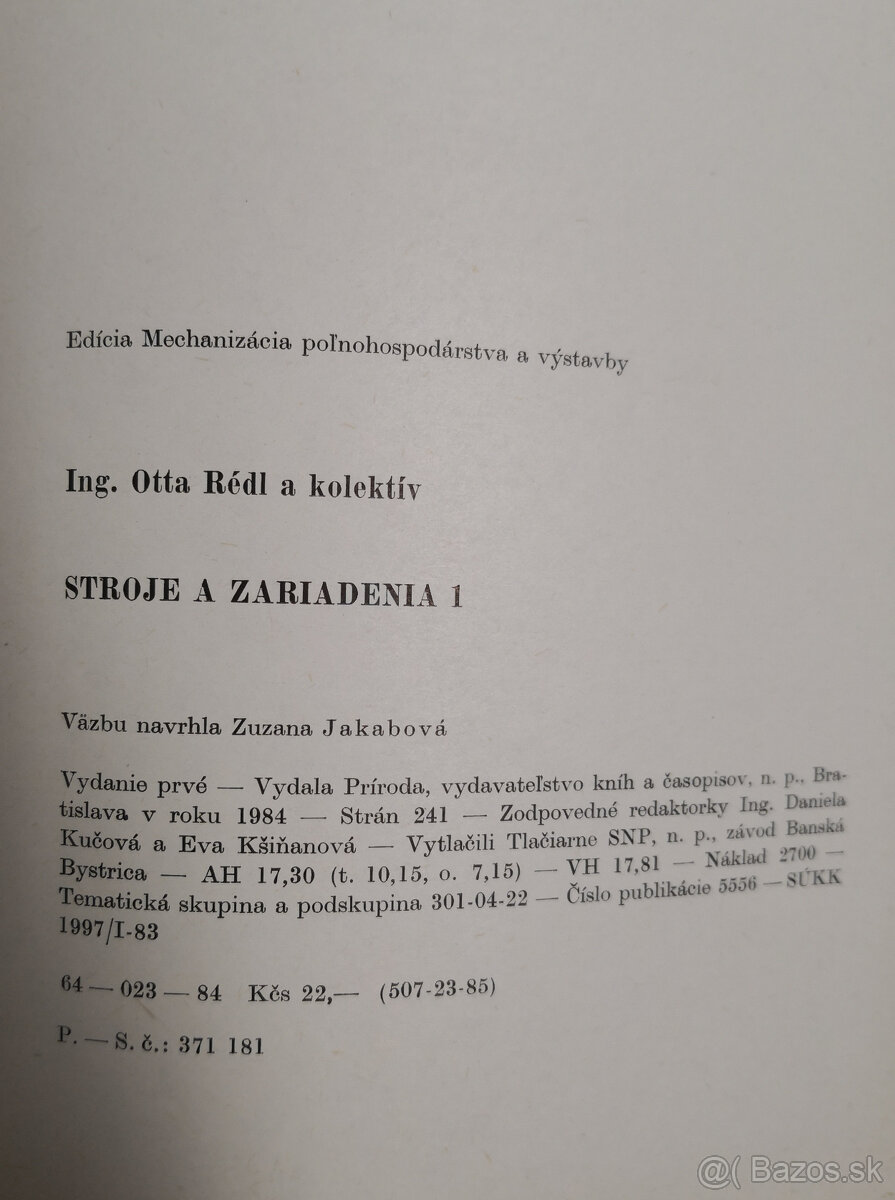 Edícia Mechanizácia poľnohospodárstva a výstavby
Ing. Otta Rédl a kolektív
STROJE A ZARIADENIA 1
Väzbu navrhla Zuzana Jakabová
Vydanie prvé — Vydala Príroda, vydavateľstvo kníh a časopisov, n. p., Bra-
tislava v roku 1984 — Strán 241 — Zodpovedné redaktorky Ing. Daniela
Kučová a Eva Kšiňanová — Vytlačili Tlačiarne SNP, n. p., závod Banská
Bystrica — AH 17,30 (t. 10,15, o. 7,15) — VH 17,81 — Náklad 2700 —
Tematická skupina a podskupina 301-04-22 — Číslo publikácie 5556 — SÚKK
1997/I-83
64 — 023 — 84 Kčs 22,— (507-23-85)
P. — S. č.: 371 181
@( Bazos.sk